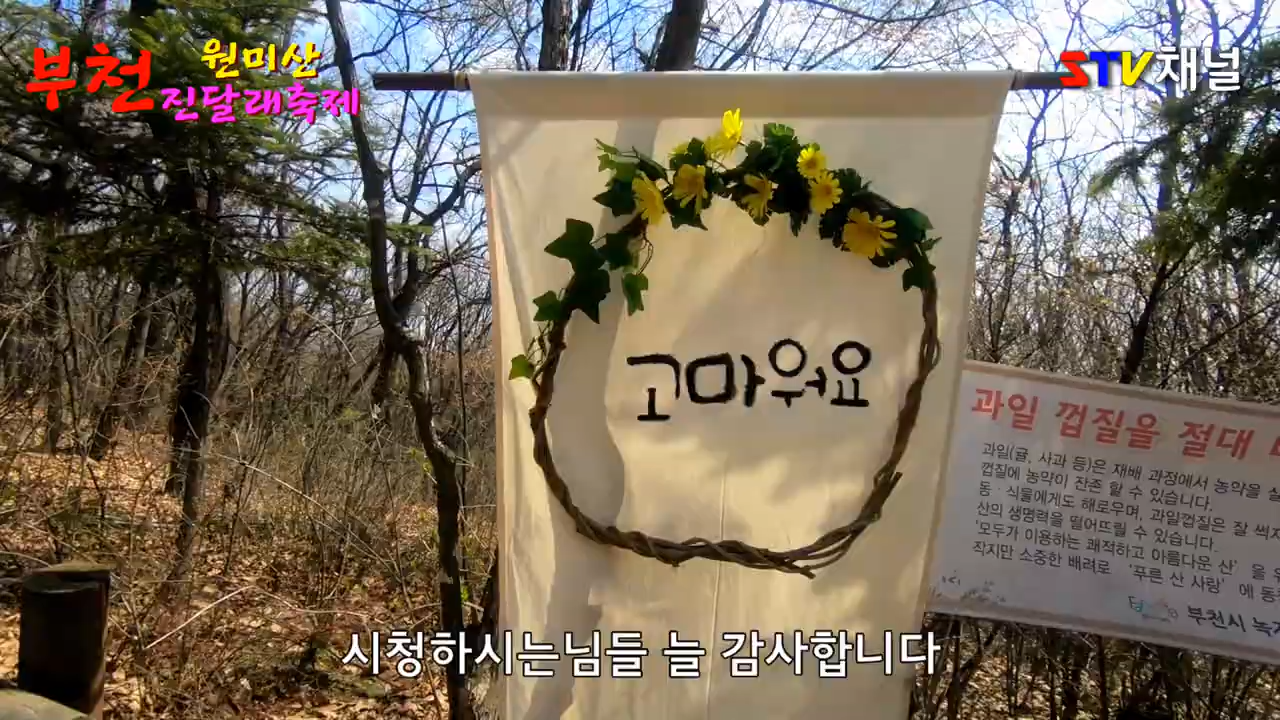 부천 원미산
진달래축제
STV채널
고마워요
과일 껍질을 절대
과일(귤, 사과 등)은 재배 과정에서 농약을
껍질에 농약이 잔존 할 수 있습니다.
동·식물에게도 해로우며, 과일껍질은 잘
산의 생명력을 떨어뜨릴 수 있습니다.
'모두가 이용하는 쾌적하고 아름다운 산' 을
작지만 소중한 배려로 '푸른 산 사랑' 에
부천시
시청하시는님들 늘 감사합니다